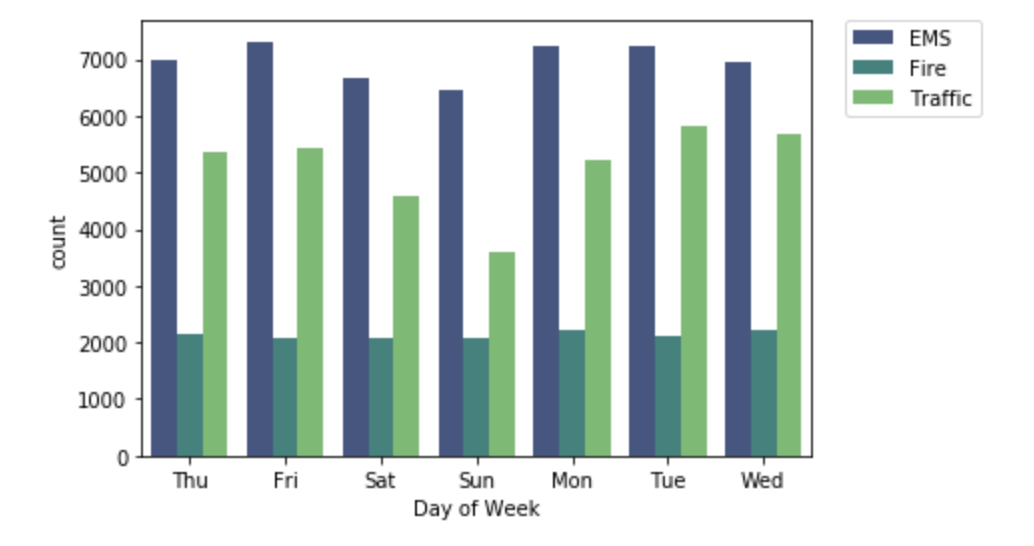 7000
6000
5000
4000
3000
2000
1000
0
count
Thu Fri Sat Sun Mon Tue Wed
Day of Week
EMS
Fire
Traffic